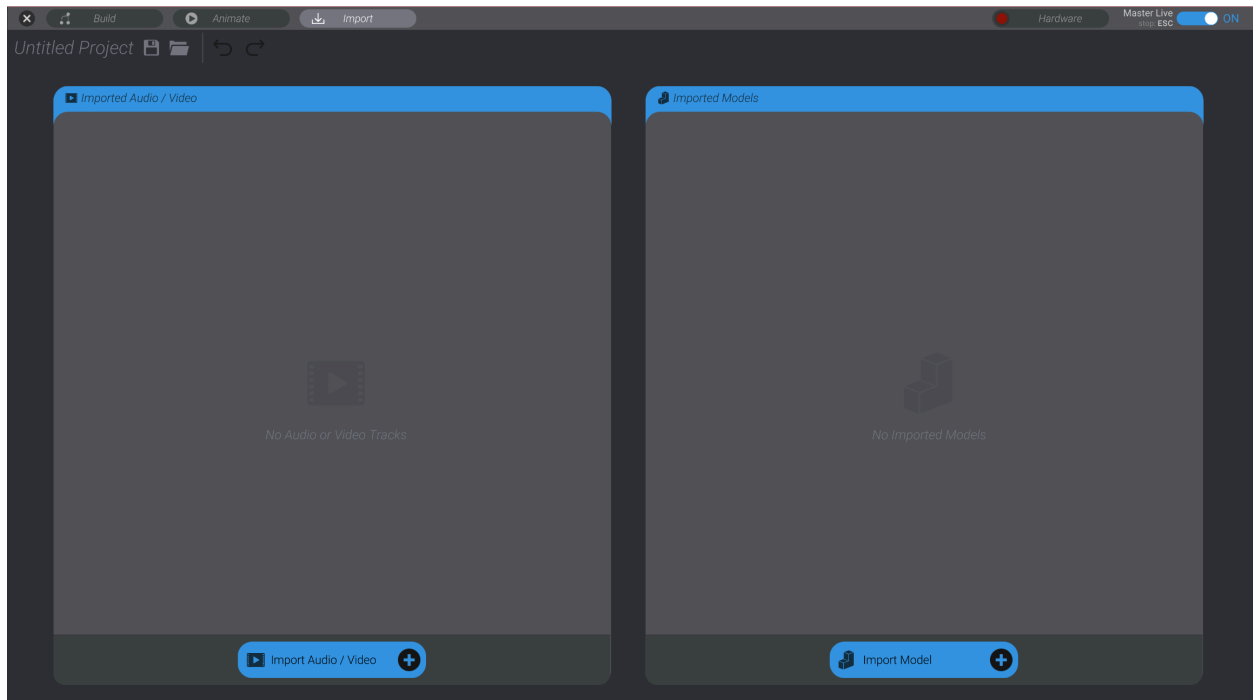 Build
Animate
Import
Hardware
Master Live
stop: ESC
ON
Untitled Project
Imported Audio / Video
Imported Models
No Audio or Video Tracks
No Imported Models
Import Audio / Video
Import Model